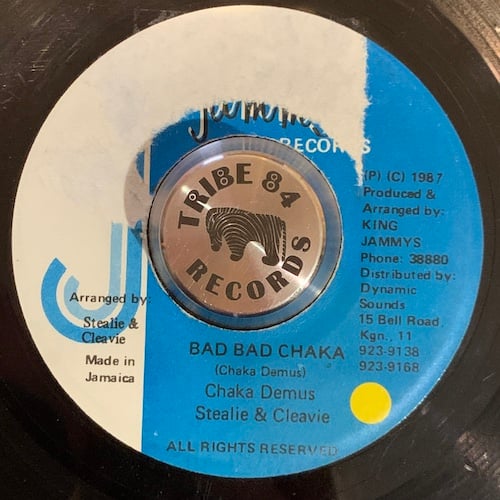 RECORDS
TRIBE 84
RECORDS
(P) (C) 1987
Produced &
Arranged by:
KING
JAMMYS
Phone: 38880
Distributed by:
Dynamic
Sounds
15 Bell Road,
Kgn., 11
923-9138
923-9168
Arranged by
Stealie &
Cleavie
Made in
Jamaica
BAD BAD CHAKA
(Chaka Demus)
Chaka Demus
Stealie & Cleavie
ALL RIGHTS RESERVED